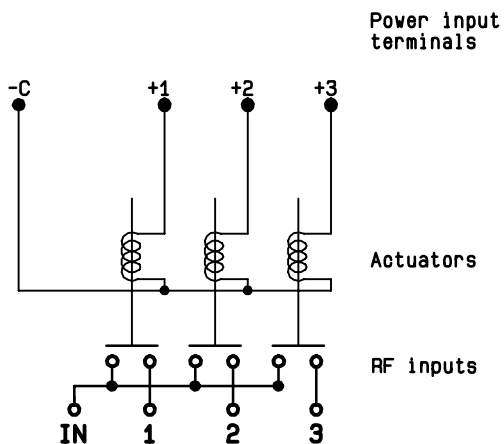 Power input
terminals
-C +1 +2 +3
Actuators
RF inputs
IN 1 2 3